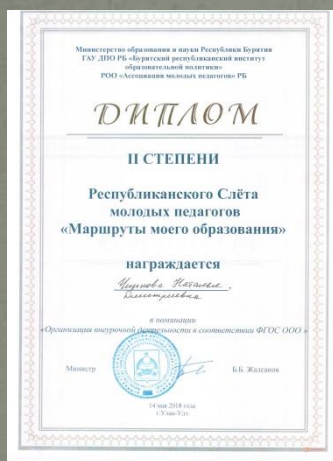 Министерство образования и науки Республики Бурятия
ГАУ ДПО РБ «Бурятский республиканский институт
образовательной политики»
РОО «Ассоциация молодых педагогов» РБ
ДИПЛОМ
II СТЕПЕНИ
Республиканского Слёта
молодых педагогов
«Маршруты моего образования»
награждается
Наталья
Дмитриевна
в номинации
«Организация внеурочной деятельности в соответствии ФГОС ООО»
Министр Б.Б. Жалсанов
14 мая 2018 года
г.Улан-Удэ